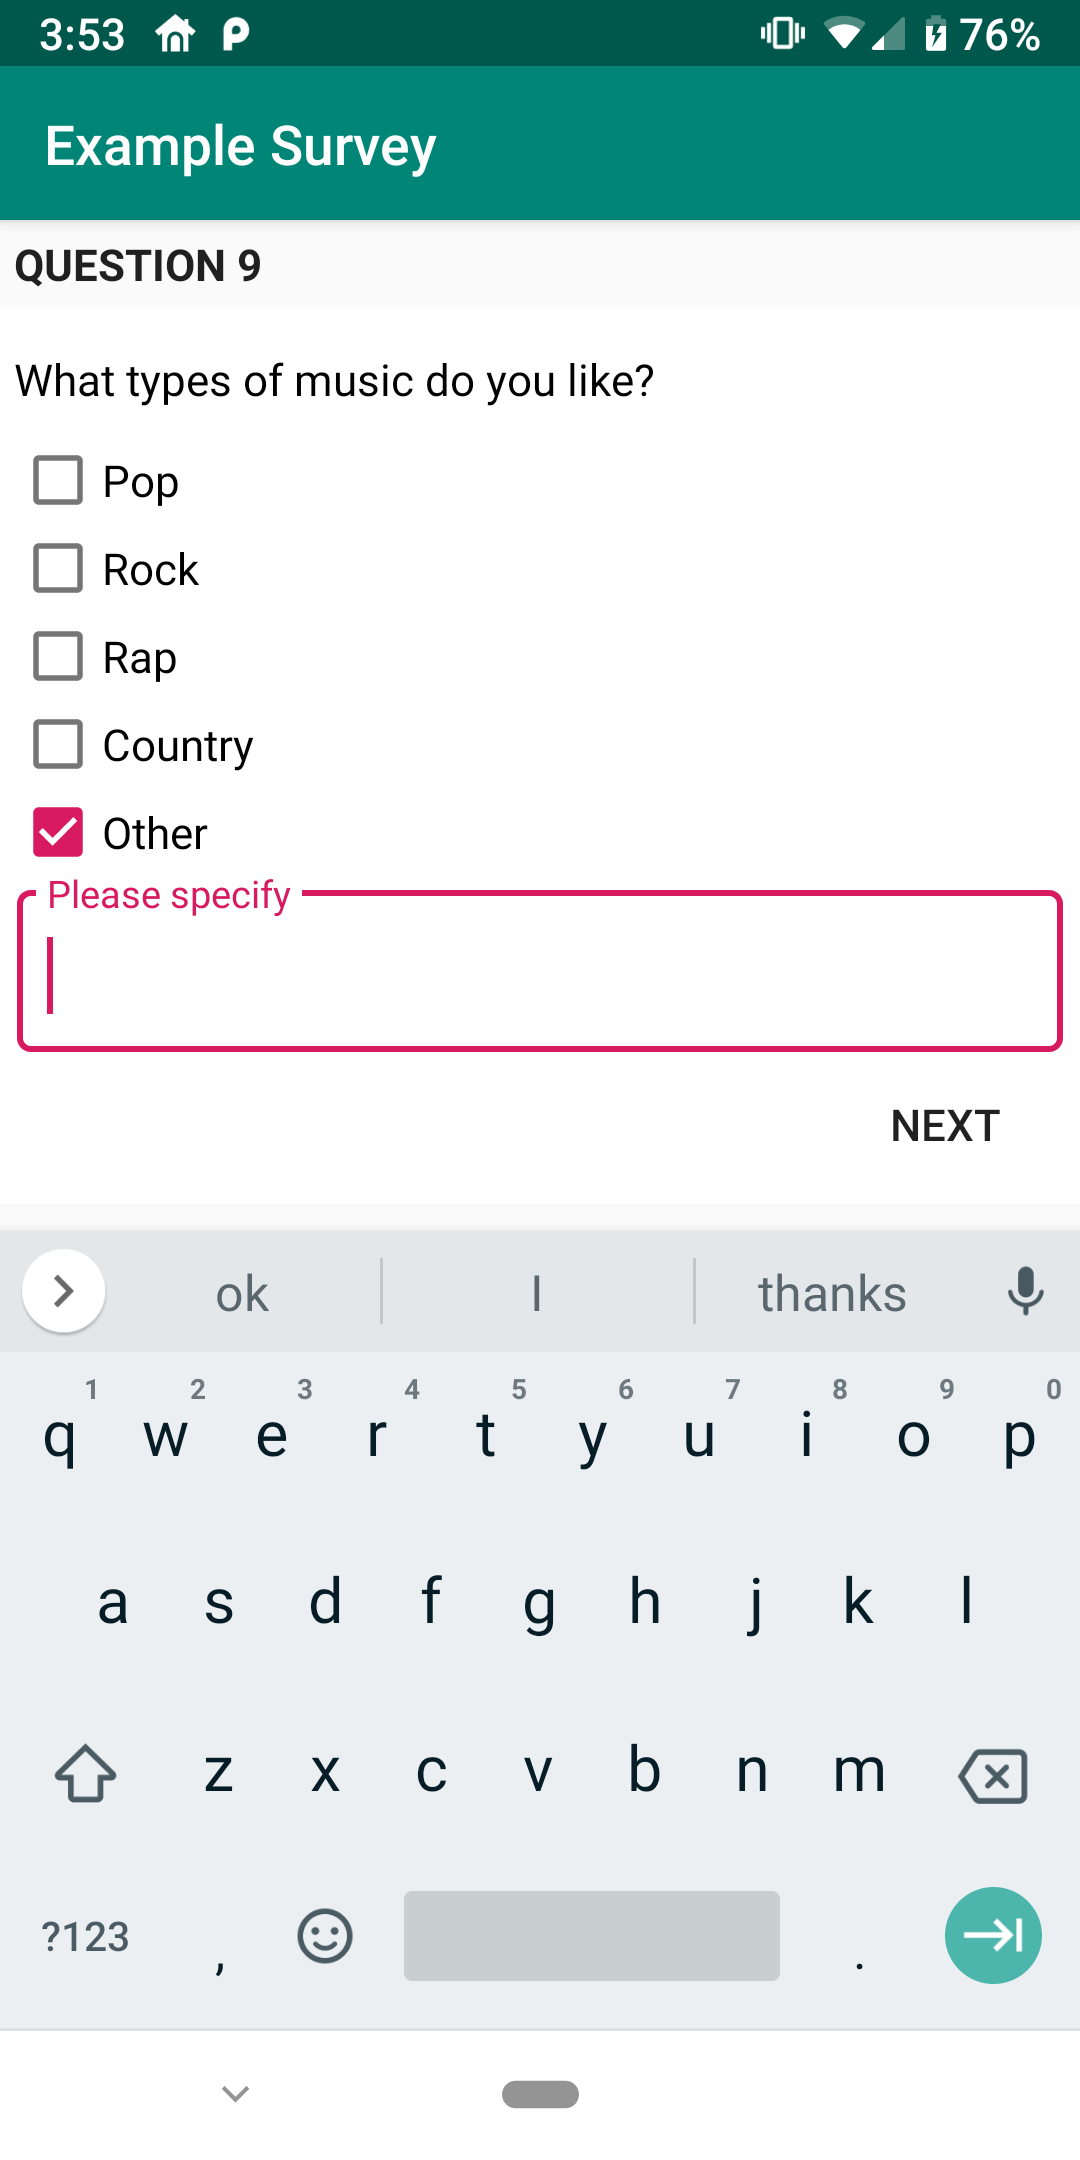 3:53 76%
Example Survey
QUESTION 9
What types of music do you like?
Pop
Rock
Rap
Country
Other
Please specify
NEXT
ok I thanks
1 2 3 4 5 6 7 8 9 0
q w e r t y u i o p
a s d f g h j k l
z x c v b n m
?123 , .